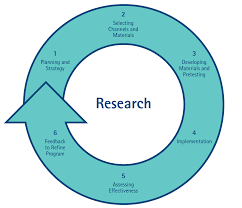 1
Planning and
Strategy
2
Selecting
Channels and
Materials
3
Developing
Materials and
Pretesting
4
Implementation
5
Assessing
Effectiveness
6
Feedback
to Refine
Program
Research